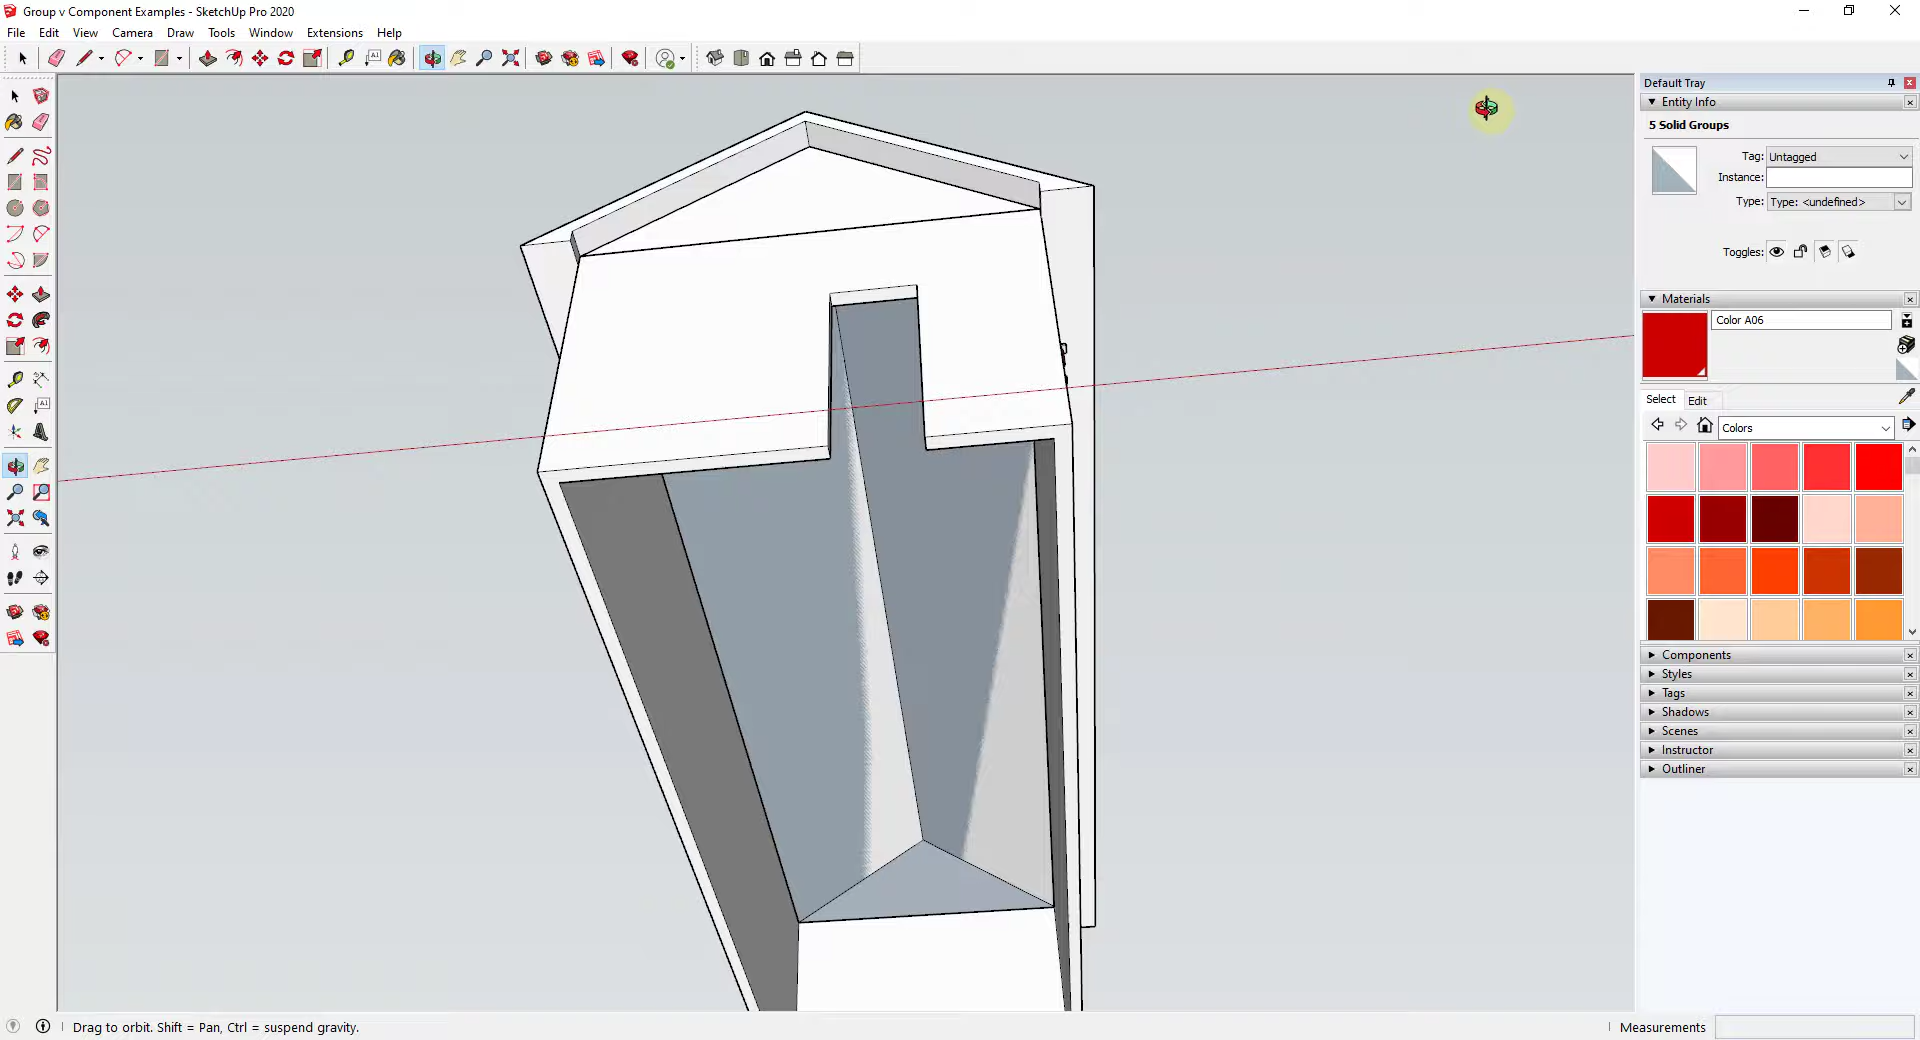 Group v Component Examples - SketchUp Pro 2020
File Edit View Camera Draw Tools Window Extensions Help
Default Tray
Entity Info
5 Solid Groups
Tag: Untagged
Instance:
Type: Type: <undefined>
Toggles:
Materials
Color A06
Select Edit
Colors
Components
Styles
Tags
Shadows
Scenes
Instructor
Outliner
Drag to orbit. Shift = Pan, Ctrl = suspend gravity.
Measurements